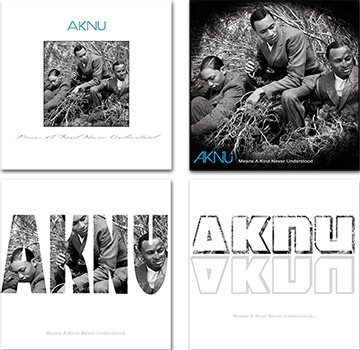 AKNU
Means A Kind Never Understood
AKNU Means A Kind Never Understood
AKNU
Means A Kind Never Understood
AKNU
AKNU
Means A Kind Never Understood...